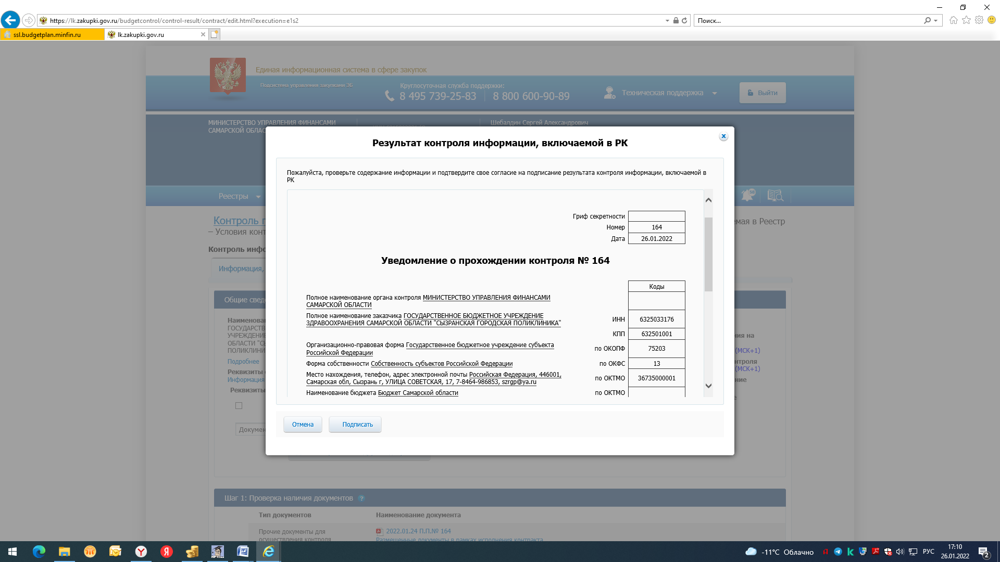 https://lk.zakupki.gov.ru/budgetcontrol/control-result/contract/edit.html?execution=e1s2
Поиск...
ssl.budgetplan.minfin.ru
lk.zakupki.gov.ru
Единая информационная система в сфере закупок
Подсистема управления закупками ЭБ
Круглосуточная служба поддержки:
8 495 739-25-83
8 800 600-90-89
Техническая поддержка
Выйти
МИНИСТЕРСТВО УПРАВЛЕНИЯ ФИНАНСАМИ
САМАРСКОЙ ОБЛАС
Шебалдин Сергей Александрович
Результат контроля информации, включаемой в РК
Пожалуйста, проверьте содержание информации и подтвердите свое согласие на подписание результата контроля информации, включаемой в
РК
Гриф секретности
Номер 164
Дата 26.01.2022
Уведомление о прохождении контроля № 164
Коды
Полное наименование органа контроля МИНИСТЕРСТВО УПРАВЛЕНИЯ ФИНАНСАМИ
САМАРСКОЙ ОБЛАСТИ
Полное наименование заказчика ГОСУДАРСТВЕННОЕ БЮДЖЕТНОЕ УЧРЕЖДЕНИЕ
ЗДРАВООХРАНЕНИЯ САМАРСКОЙ ОБЛАСТИ "СЫЗРАНСКАЯ ГОРОДСКАЯ ПОЛИКЛИНИКА"
ИНН 6325033176
КПП 632501001
Организационно-правовая форма Государственное бюджетное учреждение субъекта
Российской Федерации
по ОКОПФ 75203
Форма собственности Собственность субъектов Российской Федерации
по ОКФС 13
Место нахождения, телефон, адрес электронной почты Российская Федерация, 446001,
Самарская обл, Сызрань г, УЛИЦА СОВЕТСКАЯ, 17, 7-8464-986853, szrgp@ya.ru
по ОКТМО 36735000001
Наименование бюджета Бюджет Самарской области
по ОКТМО
Отмена
Подписать
Реестры
Контроль г
мая в Реестр
– Условия конт
Контроль инфо
Информация,
Общие свед
Наименован
ГОСУДАРСТВ
УЧРЕЖДЕНИЕ
ОБЛАСТИ "СЫ
ПОЛИКЛИНИ
Подробнее
Реквизиты
Информация
Реквизиты
Докумен
ия на
(МСК+1)
нтроля
(МСК+1)
ние
е
Шаг 1: Проверка наличия документов ?
Тип документов
Наименование документа
Прочие документы для
осуществления контроля
2022.01.24 П.П.№ 164
Размещенные документы в рамках исполнения контракта
-11°C Облачно
РУС
17:10
26.01.2022
2